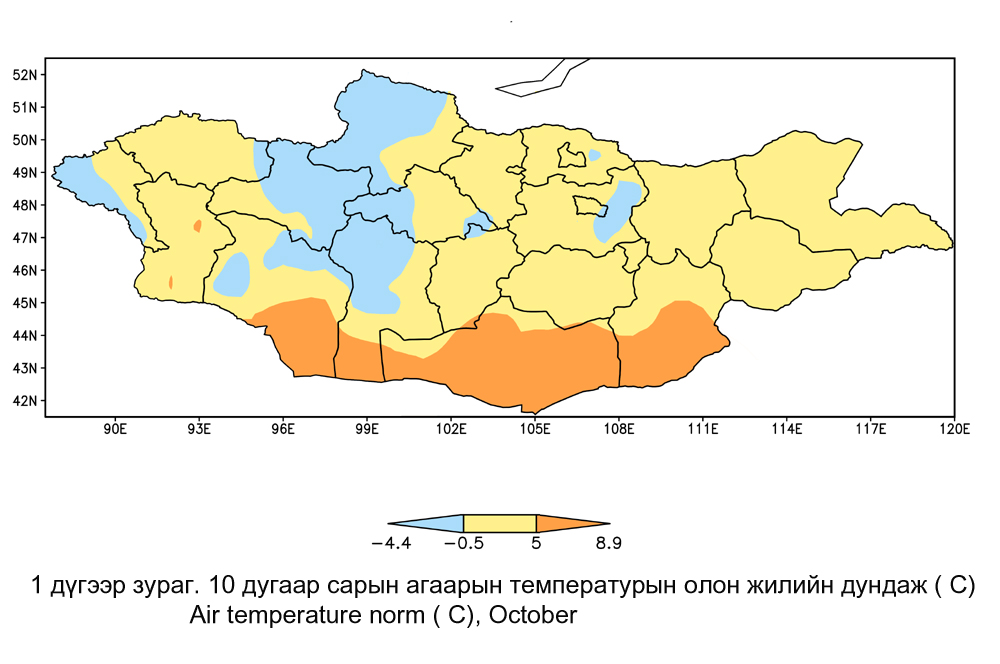 52N
51N
50N
49N
48N
47N
46N
45N
44N
43N
42N
90E 93E 96E 99E 102E 105E 108E 111E 114E 117E 120E
−4.4 −0.5 5 8.9
1 дүгээр зураг. 10 дугаар сарын агаарын температурын олон жилийн дундаж ( C)
Air temperature norm ( C), October